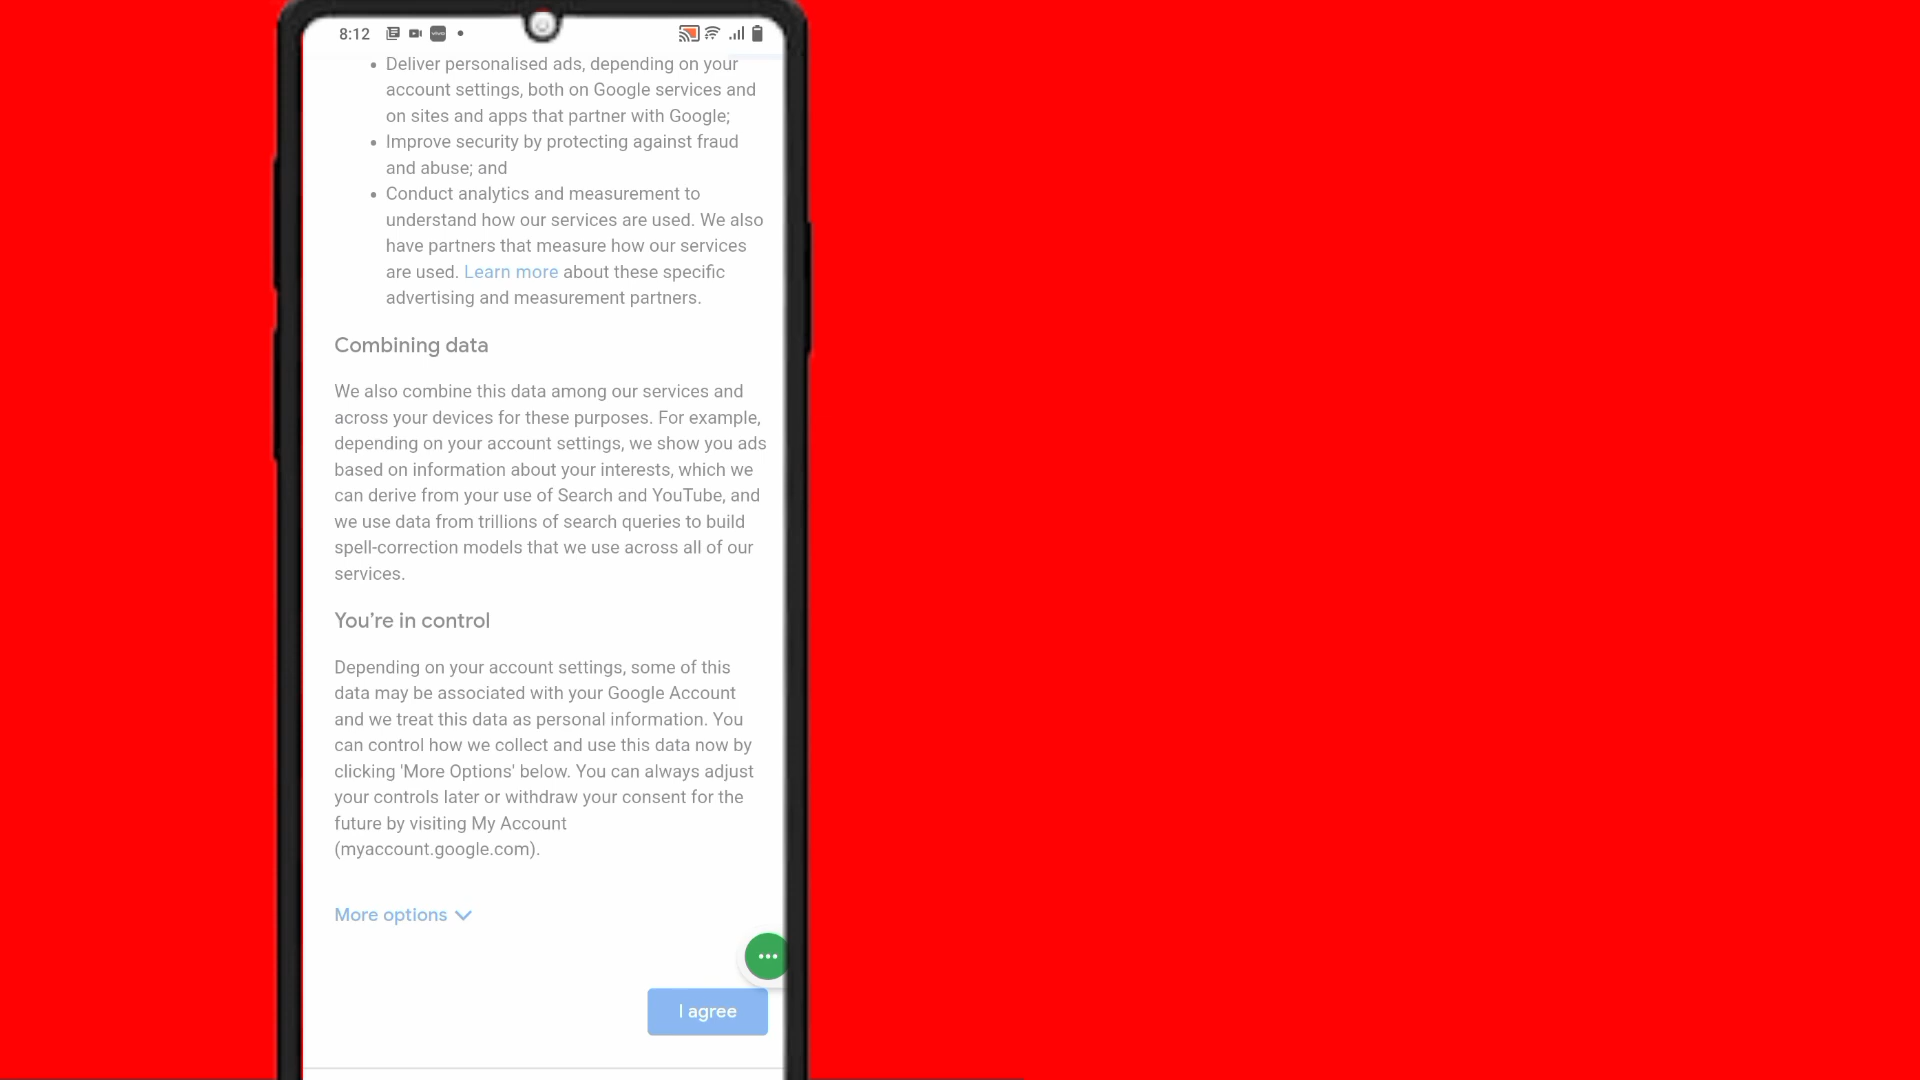 8:12
Deliver personalised ads, depending on your
account settings, both on Google services and
on sites and apps that partner with Google;
Improve security by protecting against fraud
and abuse; and
Conduct analytics and measurement to
understand how our services are used. We also
have partners that measure how our services
are used. Learn more about these specific
advertising and measurement partners.
Combining data
We also combine this data among our services and
across your devices for these purposes. For example,
depending on your account settings, we show you ads
based on information about your interests, which we
can derive from your use of Search and YouTube, and
we use data from trillions of search queries to build
spell-correction models that we use across all of our
services.
You’re in control
Depending on your account settings, some of this
data may be associated with your Google Account
and we treat this data as personal information. You
can control how we collect and use this data now by
clicking 'More Options' below. You can always adjust
your controls later or withdraw your consent for the
future by visiting My Account
(myaccount.google.com).
More options
I agree